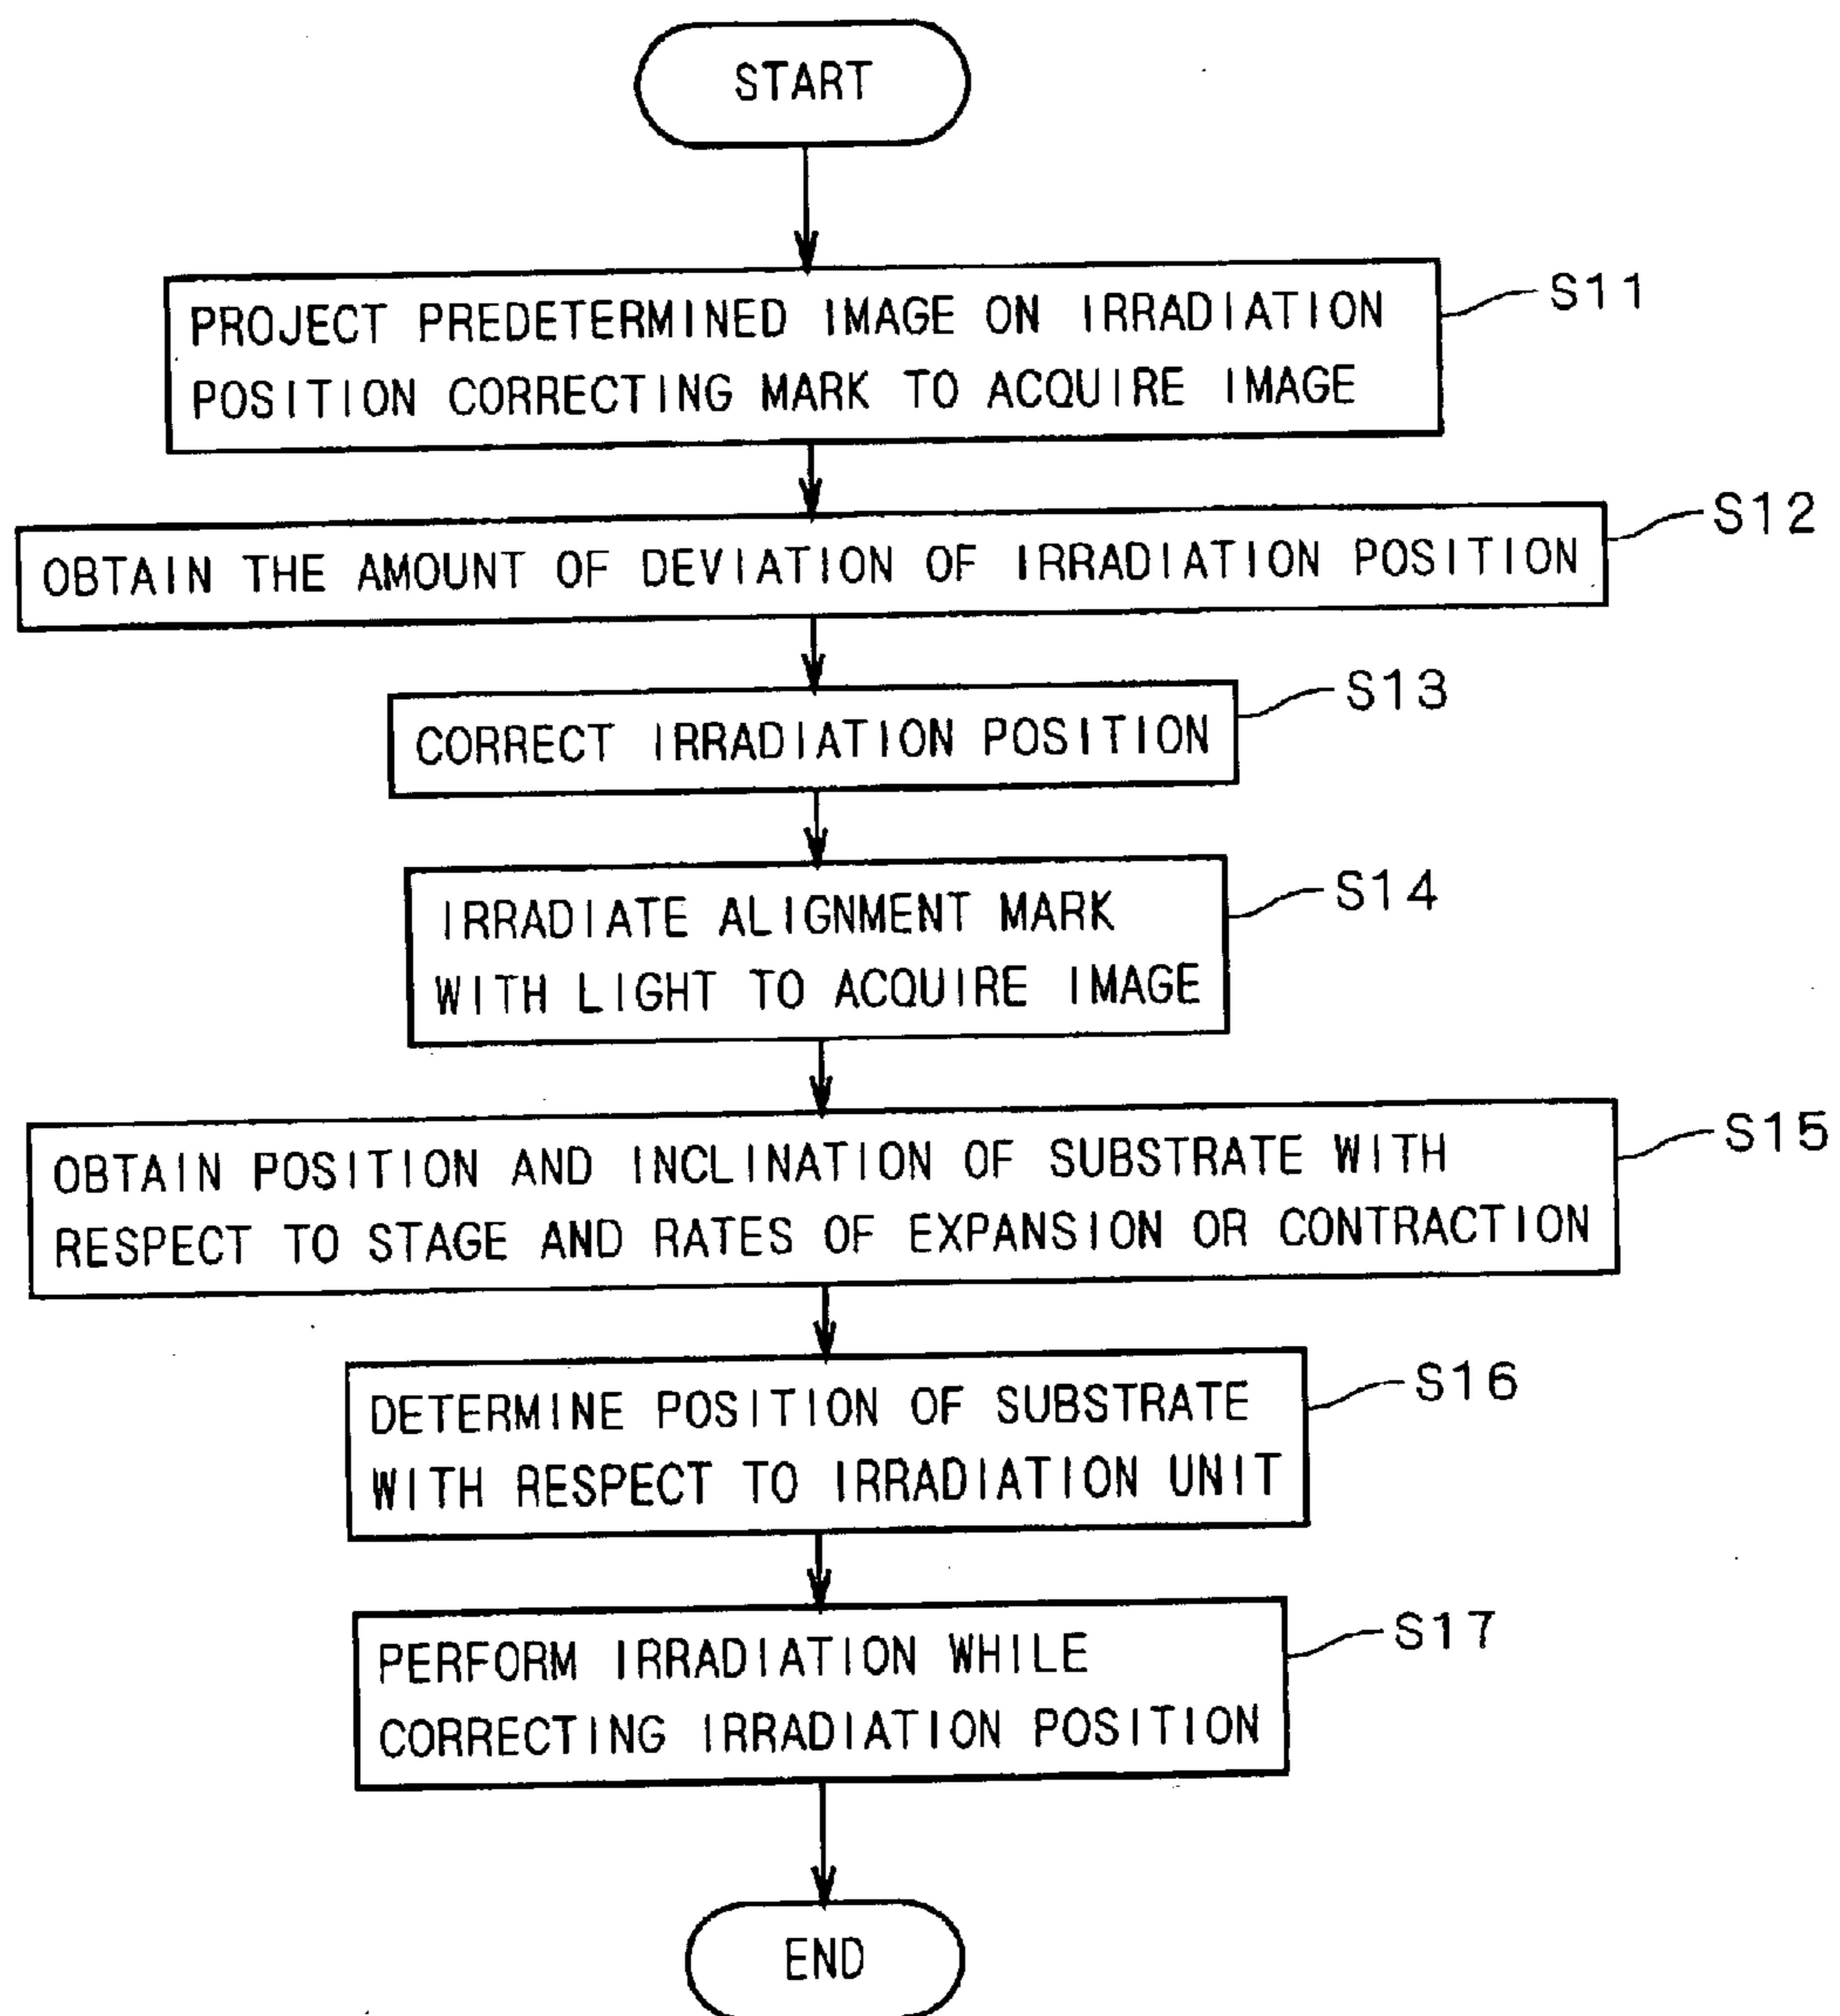 START
PROJECT PREDETERMINED IMAGE ON IRRADIATION
POSITION CORRECTING MARK TO ACQUIRE IMAGE
S11
OBTAIN THE AMOUNT OF DEVIATION OF IRRADIATION POSITION
S12
CORRECT IRRADIATION POSITION
S13
IRRADIATE ALIGNMENT MARK
WITH LIGHT TO ACQUIRE IMAGE
S14
OBTAIN POSITION AND INCLINATION OF SUBSTRATE WITH
RESPECT TO STAGE AND RATES OF EXPANSION OR CONTRACTION
S15
DETERMINE POSITION OF SUBSTRATE
WITH RESPECT TO IRRADIATION UNIT
S16
PERFORM IRRADIATION WHILE
CORRECTING IRRADIATION POSITION
S17
END